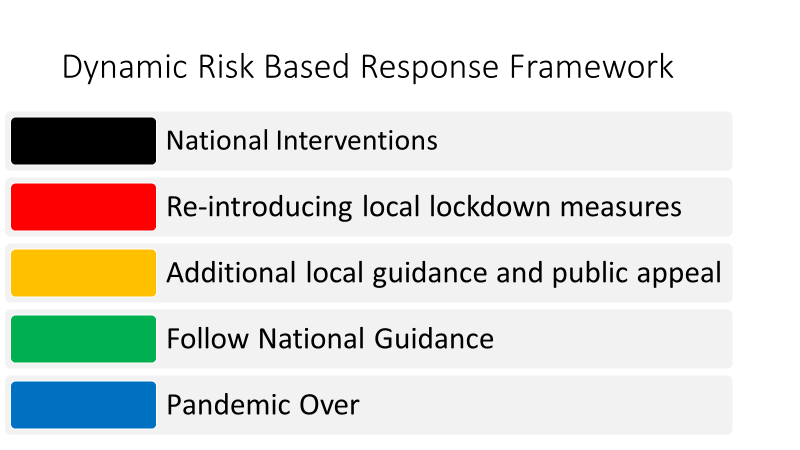 Dynamic Risk Based Response Framework
National Interventions
Re-introducing local lockdown measures
Additional local guidance and public appeal
Follow National Guidance
Pandemic Over